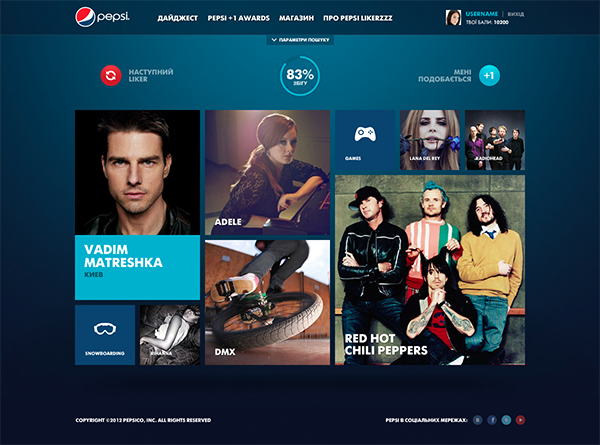 pepsi.
ДАЙДЖЕСТ PEPSI +1 AWARDS МАГАЗИН ПРО PEPSI LIKERZZZ
USERNAME | ВИХІД
ТВОЇ БАЛИ: 10200
ПАРАМЕТРИ ПОШУКУ
НАСТУПНИЙ
LIKER
83%
ЗБІГУ
МЕНІ
ПОДОБАЄТЬСЯ
+1
ADELE
GAMES
LANA DEL REY
RADIOHEAD
VADIM
MATRESHKA
КИЕВ
SNOWBOARDING
RIHANNA
DMX
RED HOT
CHILI PEPPERS
COPYRIGHT ©2012 PEPSICO, INC. ALL RIGHTS RESERVED
PEPSI В СОЦІАЛЬНИХ МЕРЕЖАХ: